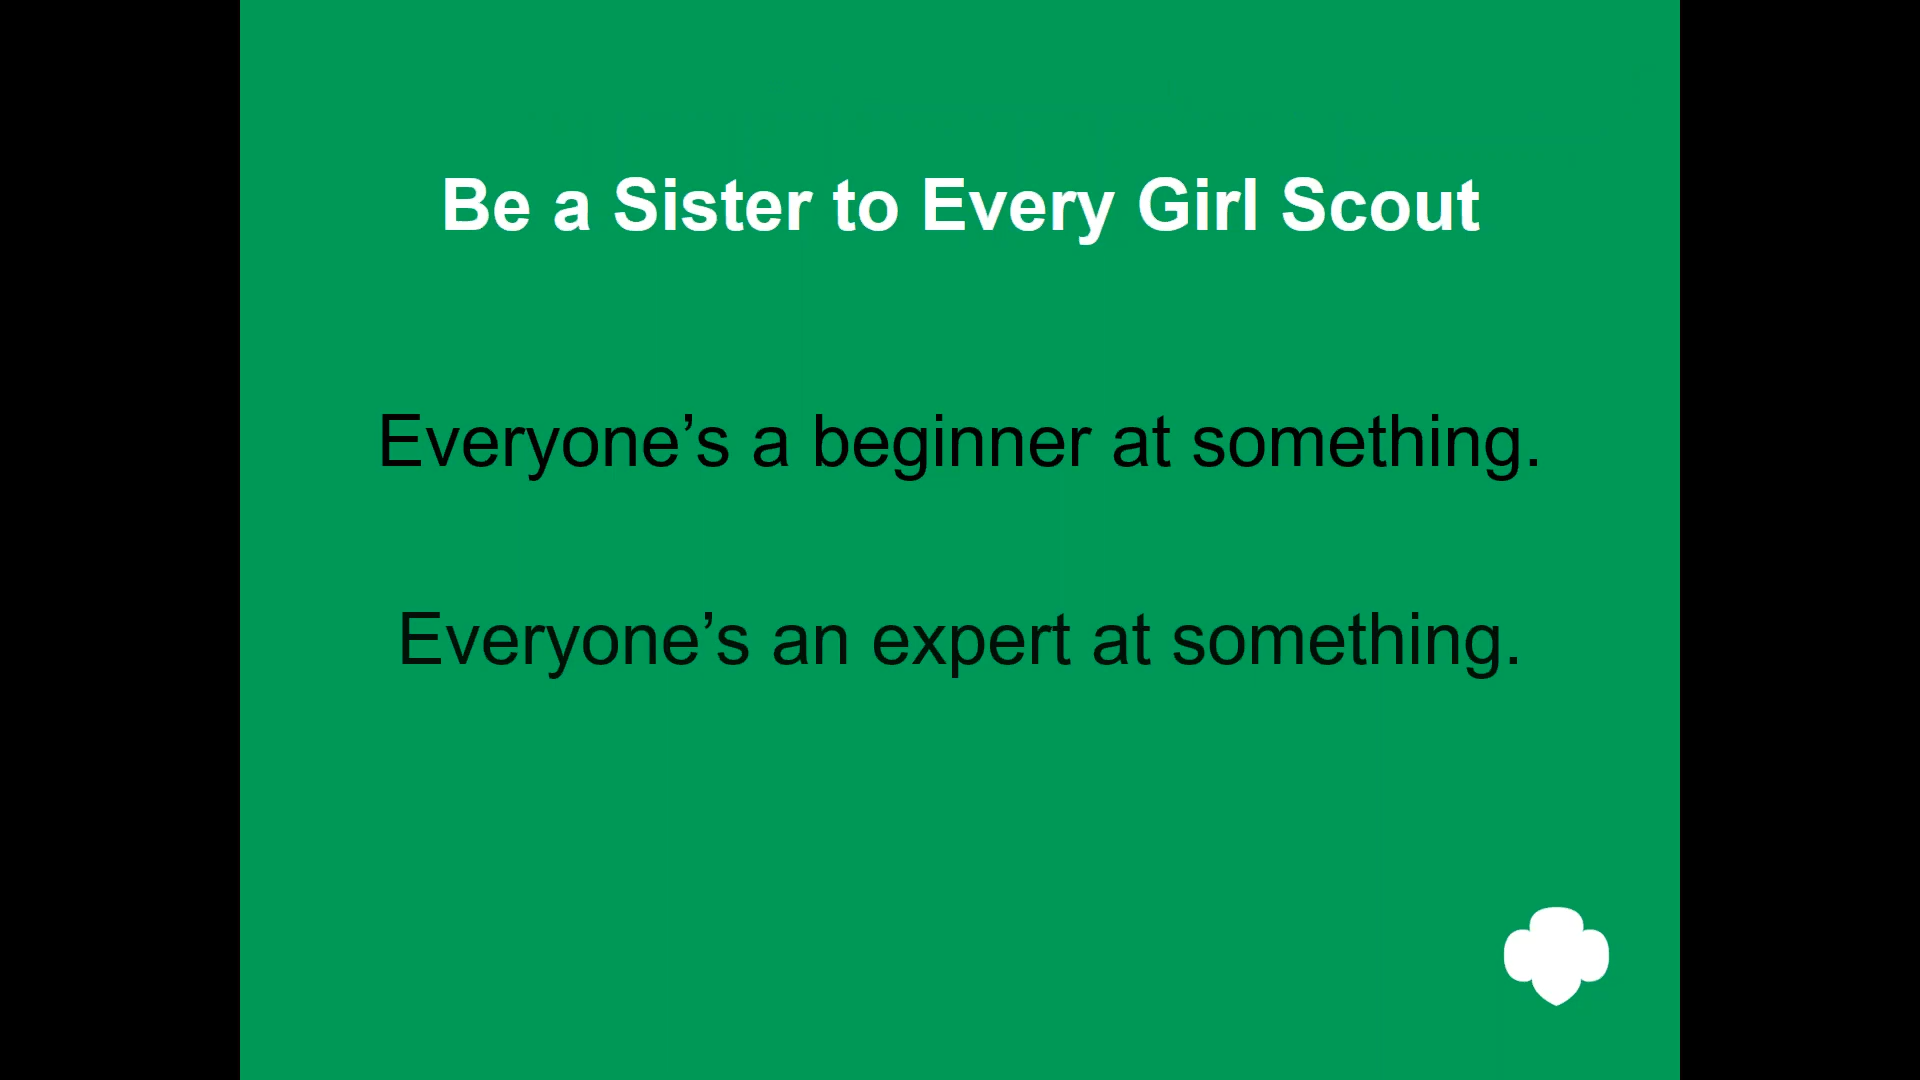 Be a Sister to Every Girl Scout
Everyone’s a beginner at something.
Everyone’s an expert at something.